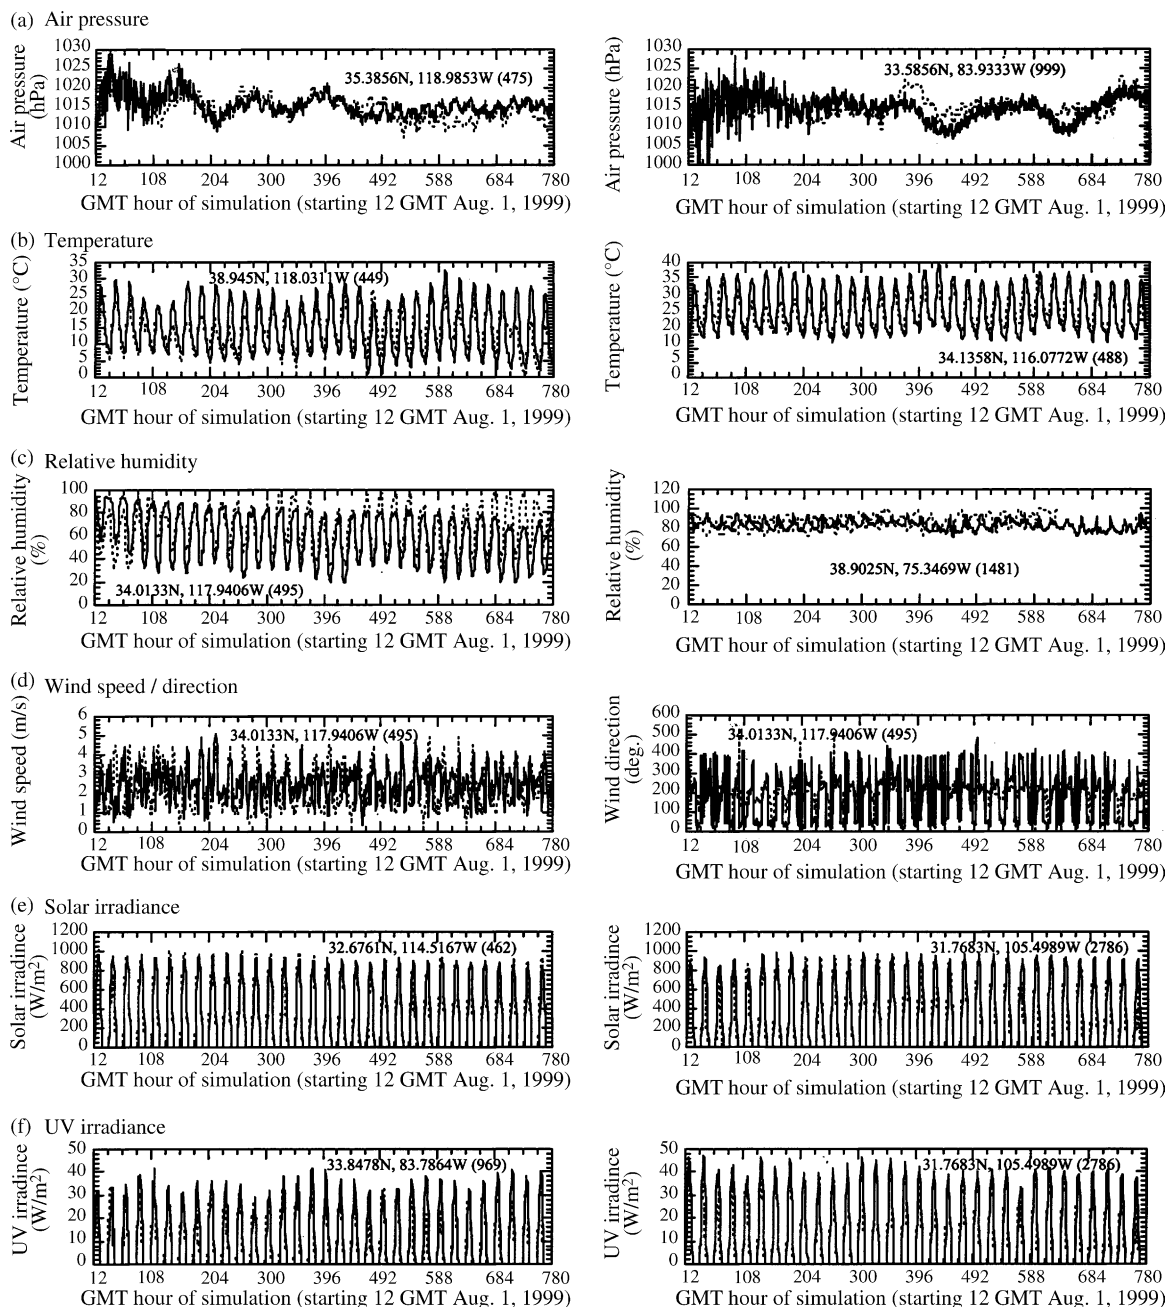 (a) Air pressure
Air pressure (hPa)
1030
1025
1020
1015
1010
1005
1000
35.3856N, 118.9853W (475)
12 108 204 300 396 492 588 684 780
GMT hour of simulation (starting 12 GMT Aug. 1, 1999)
Air pressure (hPa)
1030
1025
1020
1015
1010
1005
1000
33.5856N, 83.9333W (999)
12 108 204 300 396 492 588 684 780
GMT hour of simulation (starting 12 GMT Aug. 1, 1999)
(b) Temperature
Temperature (°C)
35
30
25
20
15
10
5
0
38.945N, 118.0311W (449)
12 108 204 300 396 492 588 684 780
GMT hour of simulation (starting 12 GMT Aug. 1, 1999)
Temperature (°C)
40
35
30
25
20
15
10
5
0
34.1358N, 116.0772W (488)
12 108 204 300 396 492 588 684 780
GMT hour of simulation (starting 12 GMT Aug. 1, 1999)
(c) Relative humidity
Relative humidity (%)
100
80
60
40
20
0
34.0133N, 117.9406W (495)
12 108 204 300 396 492 588 684 780
GMT hour of simulation (starting 12 GMT Aug. 1, 1999)
Relative humidity (%)
120
100
80
60
40
20
0
38.9025N, 75.3469W (1481)
12 108 204 300 396 492 588 684 780
GMT hour of simulation (starting 12 GMT Aug. 1, 1999)
(d) Wind speed / direction
Wind speed (m/s)
6
5
4
3
2
1
0
34.0133N, 117.9406W (495)
12 108 204 300 396 492 588 684 780
GMT hour of simulation (starting 12 GMT Aug. 1, 1999)
Wind direction (deg.)
600
500
400
300
200
100
0
34.0133N, 117.9406W (495)
12 108 204 300 396 492 588 684 780
GMT hour of simulation (starting 12 GMT Aug. 1, 1999)
(e) Solar irradiance
Solar irradince (W/m2)
1200
1000
800
600
400
200
0
32.6761N, 114.5167W (462)
12 108 204 300 396 492 588 684 780
GMT hour of simulation (starting 12 GMT Aug. 1, 1999)
Solar irradince (W/m2)
1200
1000
800
600
400
200
0
31.7683N, 105.4989W (2786)
12 108 204 300 396 492 588 684 780
GMT hour of simulation (starting 12 GMT Aug. 1, 1999)
(f) UV irradiance
UV irradince (W/m2)
50
40
30
20
10
0
33.8478N, 83.7864W (969)
12 108 204 300 396 492 588 684 780
GMT hour of simulation (starting 12 GMT Aug. 1, 1999)
UV irradince (W/m2)
50
40
30
20
10
0
31.7683N, 105.4989W (2786)
12 108 204 300 396 492 588 684 780
GMT hour of simulation (starting 12 GMT Aug. 1, 1999)